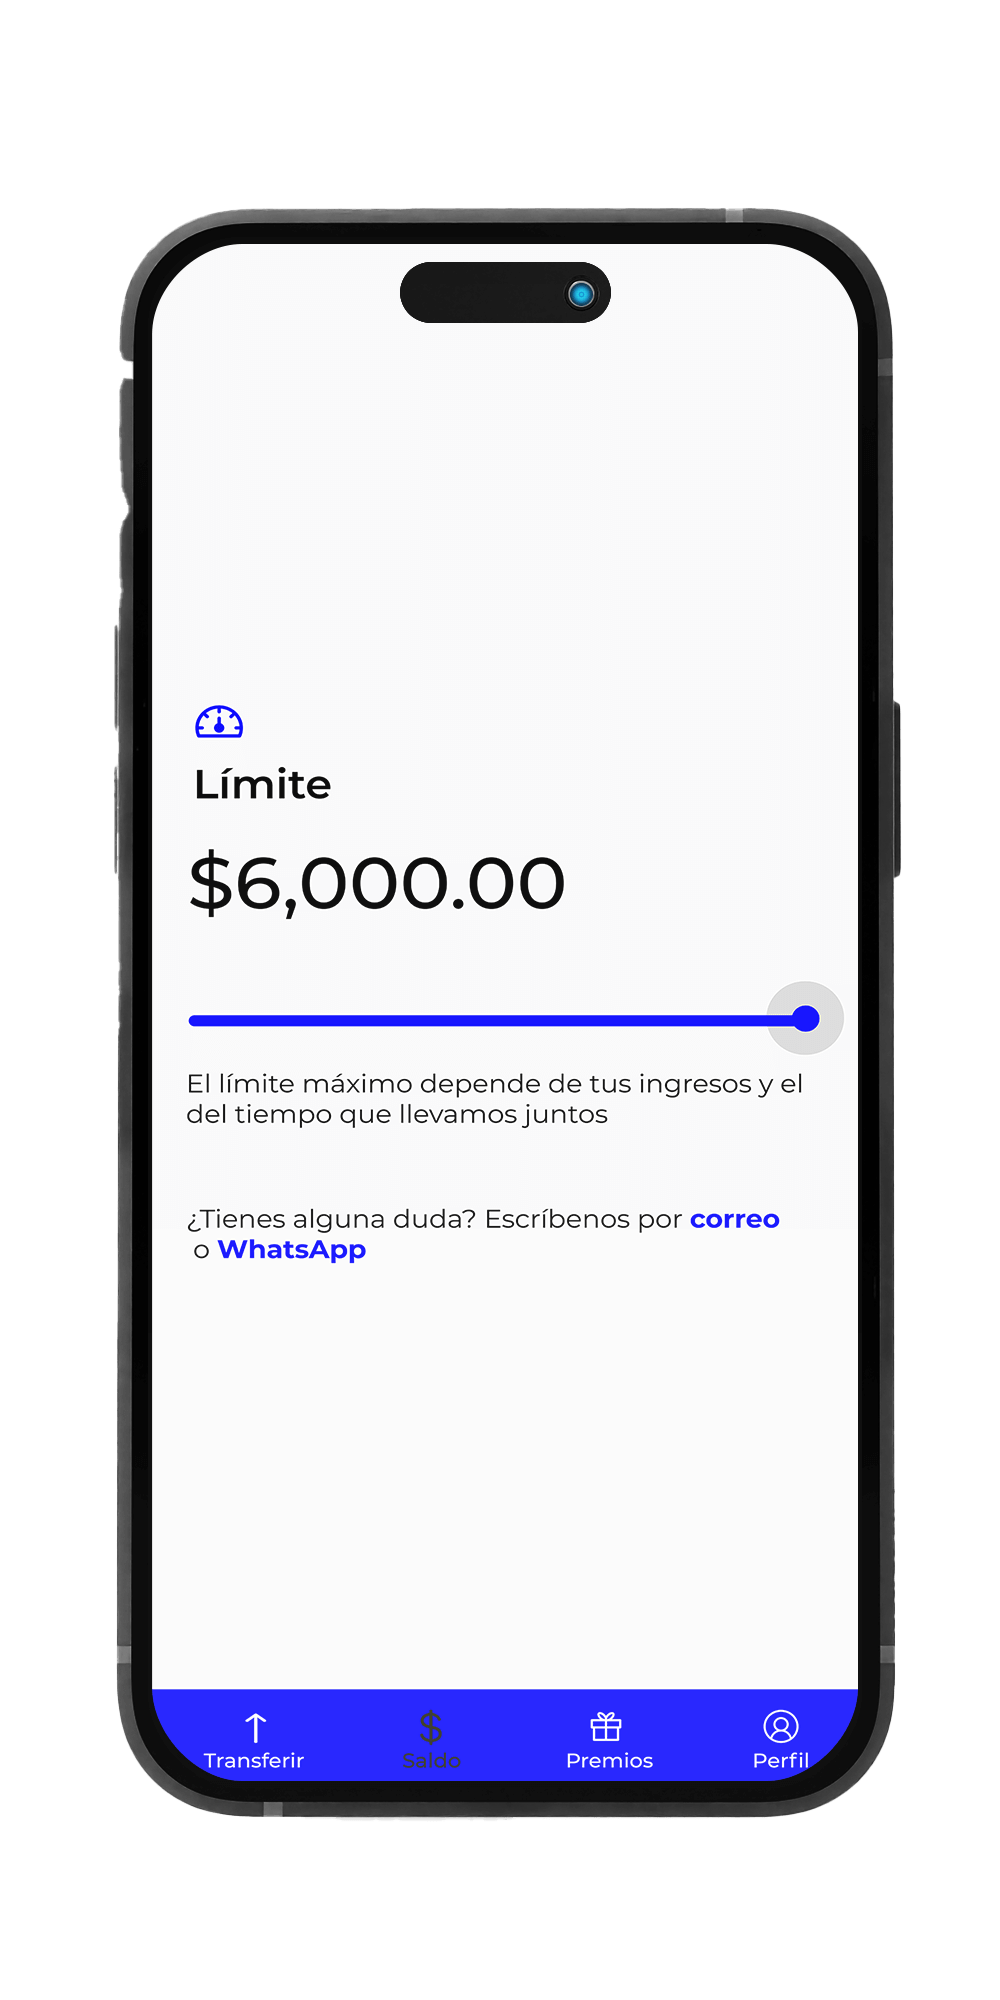 Límite
$6,000.00
El límite máximo depende de tus ingresos y el
del tiempo que llevamos juntos
¿Tienes alguna duda? Escríbenos por correo
o WhatsApp
Transferir
Saldo
Premios
Perfil